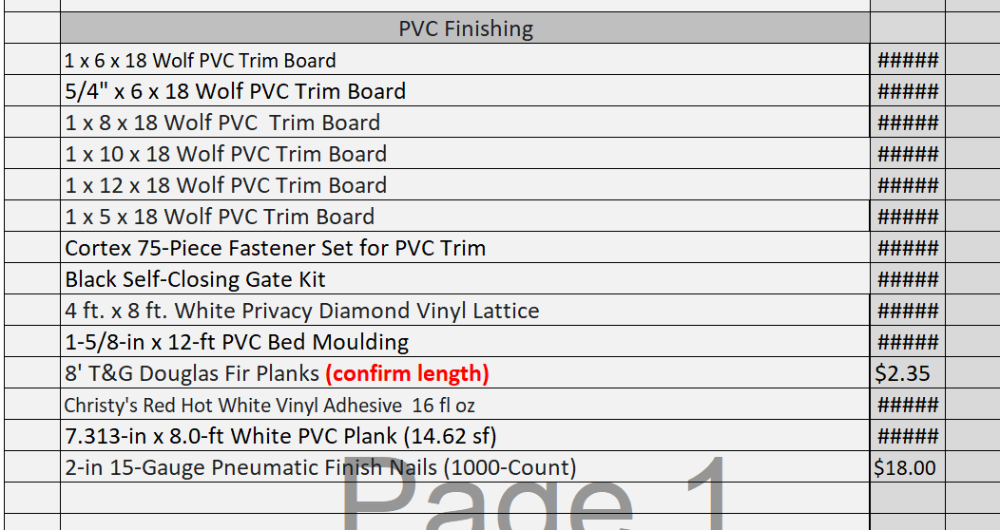 PVC Finishing
1 x 6 x 18 Wolf PVC Trim Board #####
5/4" x 6 x 18 Wolf PVC Trim Board #####
1 x 8 x 18 Wolf PVC  Trim Board #####
1 x 10 x 18 Wolf PVC Trim Board #####
1 x 12 x 18 Wolf PVC Trim Board #####
1 x 5 x 18 Wolf PVC Trim Board #####
Cortex 75-Piece Fastener Set for PVC Trim #####
Black Self-Closing Gate Kit #####
4 ft. x 8 ft. White Privacy Diamond Vinyl Lattice #####
1-5/8-in x 12-ft PVC Bed Moulding #####
8' T&G Douglas Fir Planks (confirm length) $2.35
Christy's Red Hot White Vinyl Adhesive  16 fl oz #####
7.313-in x 8.0-ft White PVC Plank (14.62 sf) #####
2-in 15-Gauge Pneumatic Finish Nails (1000-Count) $18.00
Page 1